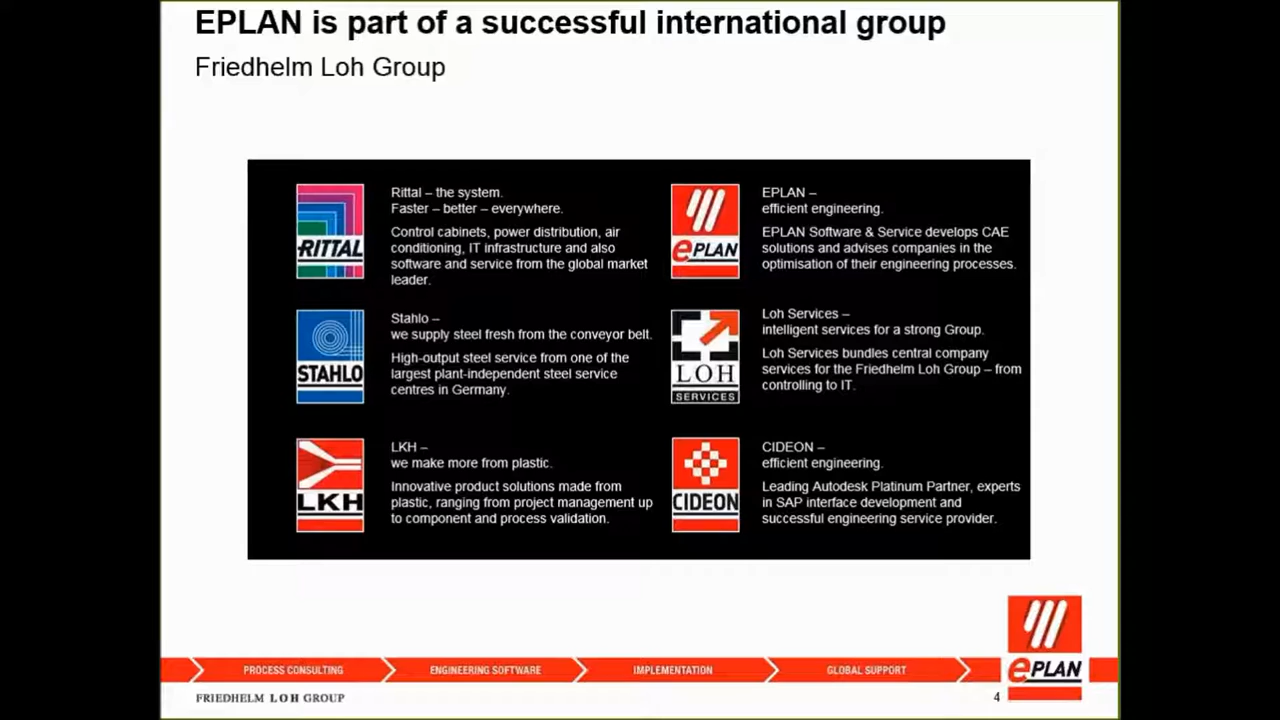 EPLAN is part of a successful international group
Friedhelm Loh Group
RITTAL
Rittal – the system.
Faster – better – everywhere.
Control cabinets, power distribution, air
conditioning, IT infrastructure and also
software and service from the global market
leader.
ePLAN
EPLAN –
efficient engineering.
EPLAN Software & Service develops CAE
solutions and advises companies in the
optimisation of their engineering processes.
STAHLO
Stahlo –
we supply steel fresh from the conveyor belt.
High-output steel service from one of the
largest plant-independent steel service
centres in Germany.
LOH
SERVICES
Loh Services –
intelligent services for a strong Group.
Loh Services bundles central company
services for the Friedhelm Loh Group – from
controlling to IT.
LKH
LKH –
we make more from plastic.
Innovative product solutions made from
plastic, ranging from project management up
to component and process validation.
CIDEON
CIDEON –
efficient engineering.
Leading Autodesk Platinum Partner, experts
in SAP interface development and
successful engineering service provider.
PROCESS CONSULTING
ENGINEERING SOFTWARE
IMPLEMENTATION
GLOBAL SUPPORT
ePLAN
FRIEDHELM LOH GROUP
4